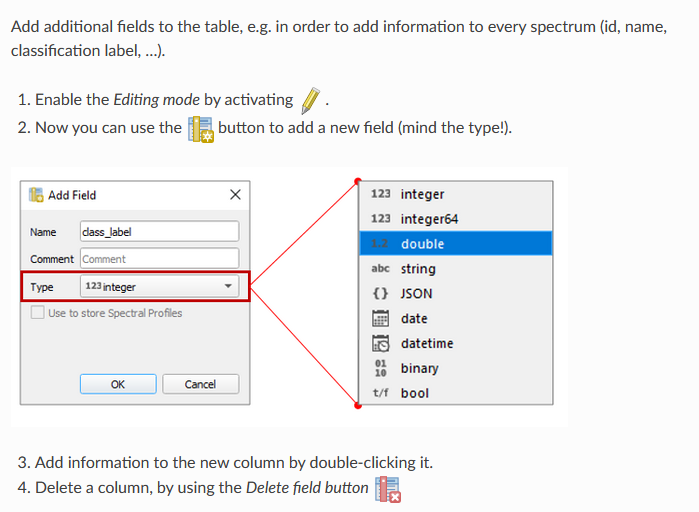 Add additional fields to the table, e.g. in order to add information to every spectrum (id, name,
classification label, ...).
1. Enable the Editing mode by activating .
2. Now you can use the button to add a new field (mind the type!).
Add Field
Name class_label
Comment Comment
Type 123 integer
Use to store Spectral Profiles
OK Cancel
123 integer
123 integer64
1.2 double
abc string
{} JSON
date
datetime
01
10 binary
t/f bool
3. Add information to the new column by double-clicking it.
4. Delete a column, by using the Delete field button